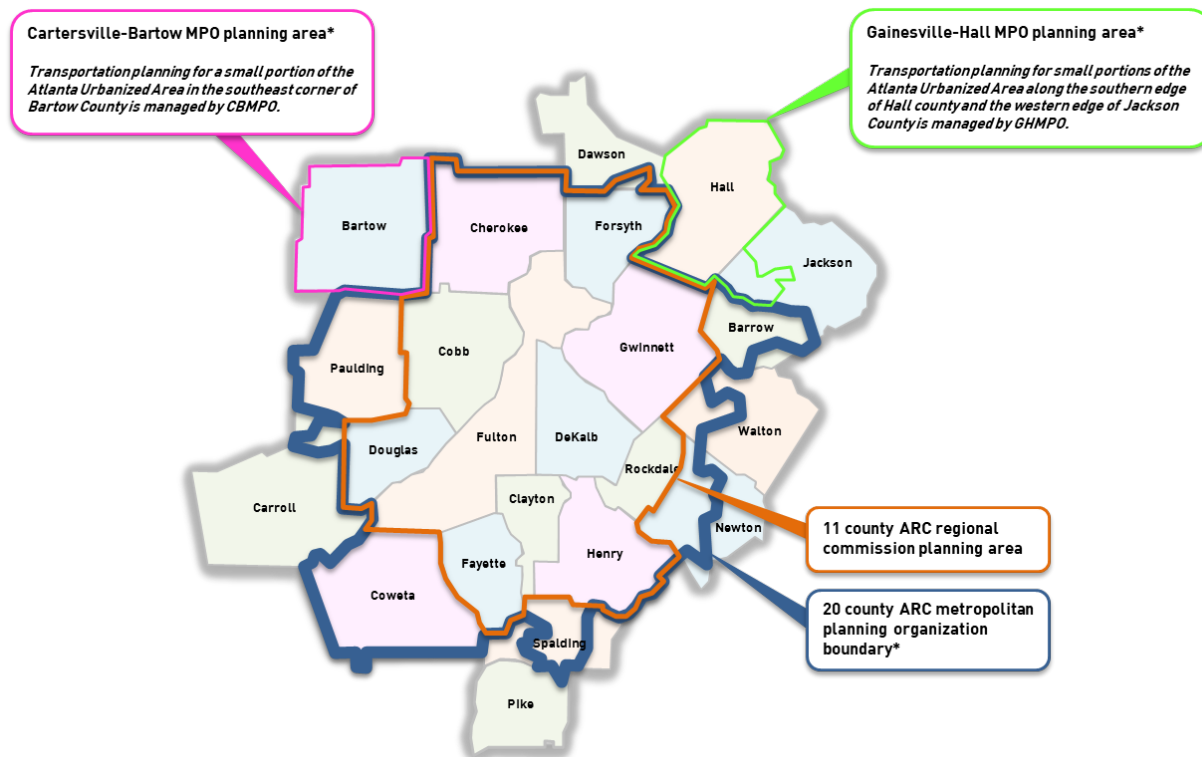 Cartersville-Bartow MPO planning area*
Transportation planning for a small portion of the
Atlanta Urbanized Area in the southeast corner of
Bartow County is managed by CBMPO.
Gainesville-Hall MPO planning area*
Transportation planning for small portions of the
Atlanta Urbanized Area along the southern edge
of Hall county and the western edge of Jackson
County is managed by GHMPO.
Dawson
Hall
Bartow
Cherokee
Forsyth
Jackson
Barrow
Gwinnett
Cobb
Paulding
Walton
Fulton
DeKalb
Douglas
Rockdale
Clayton
Carroll
Newton
Henry
Fayette
Coweta
Spalding
Pike
11 county ARC regional
commission planning area
20 county ARC metropolitan
planning organization
boundary*